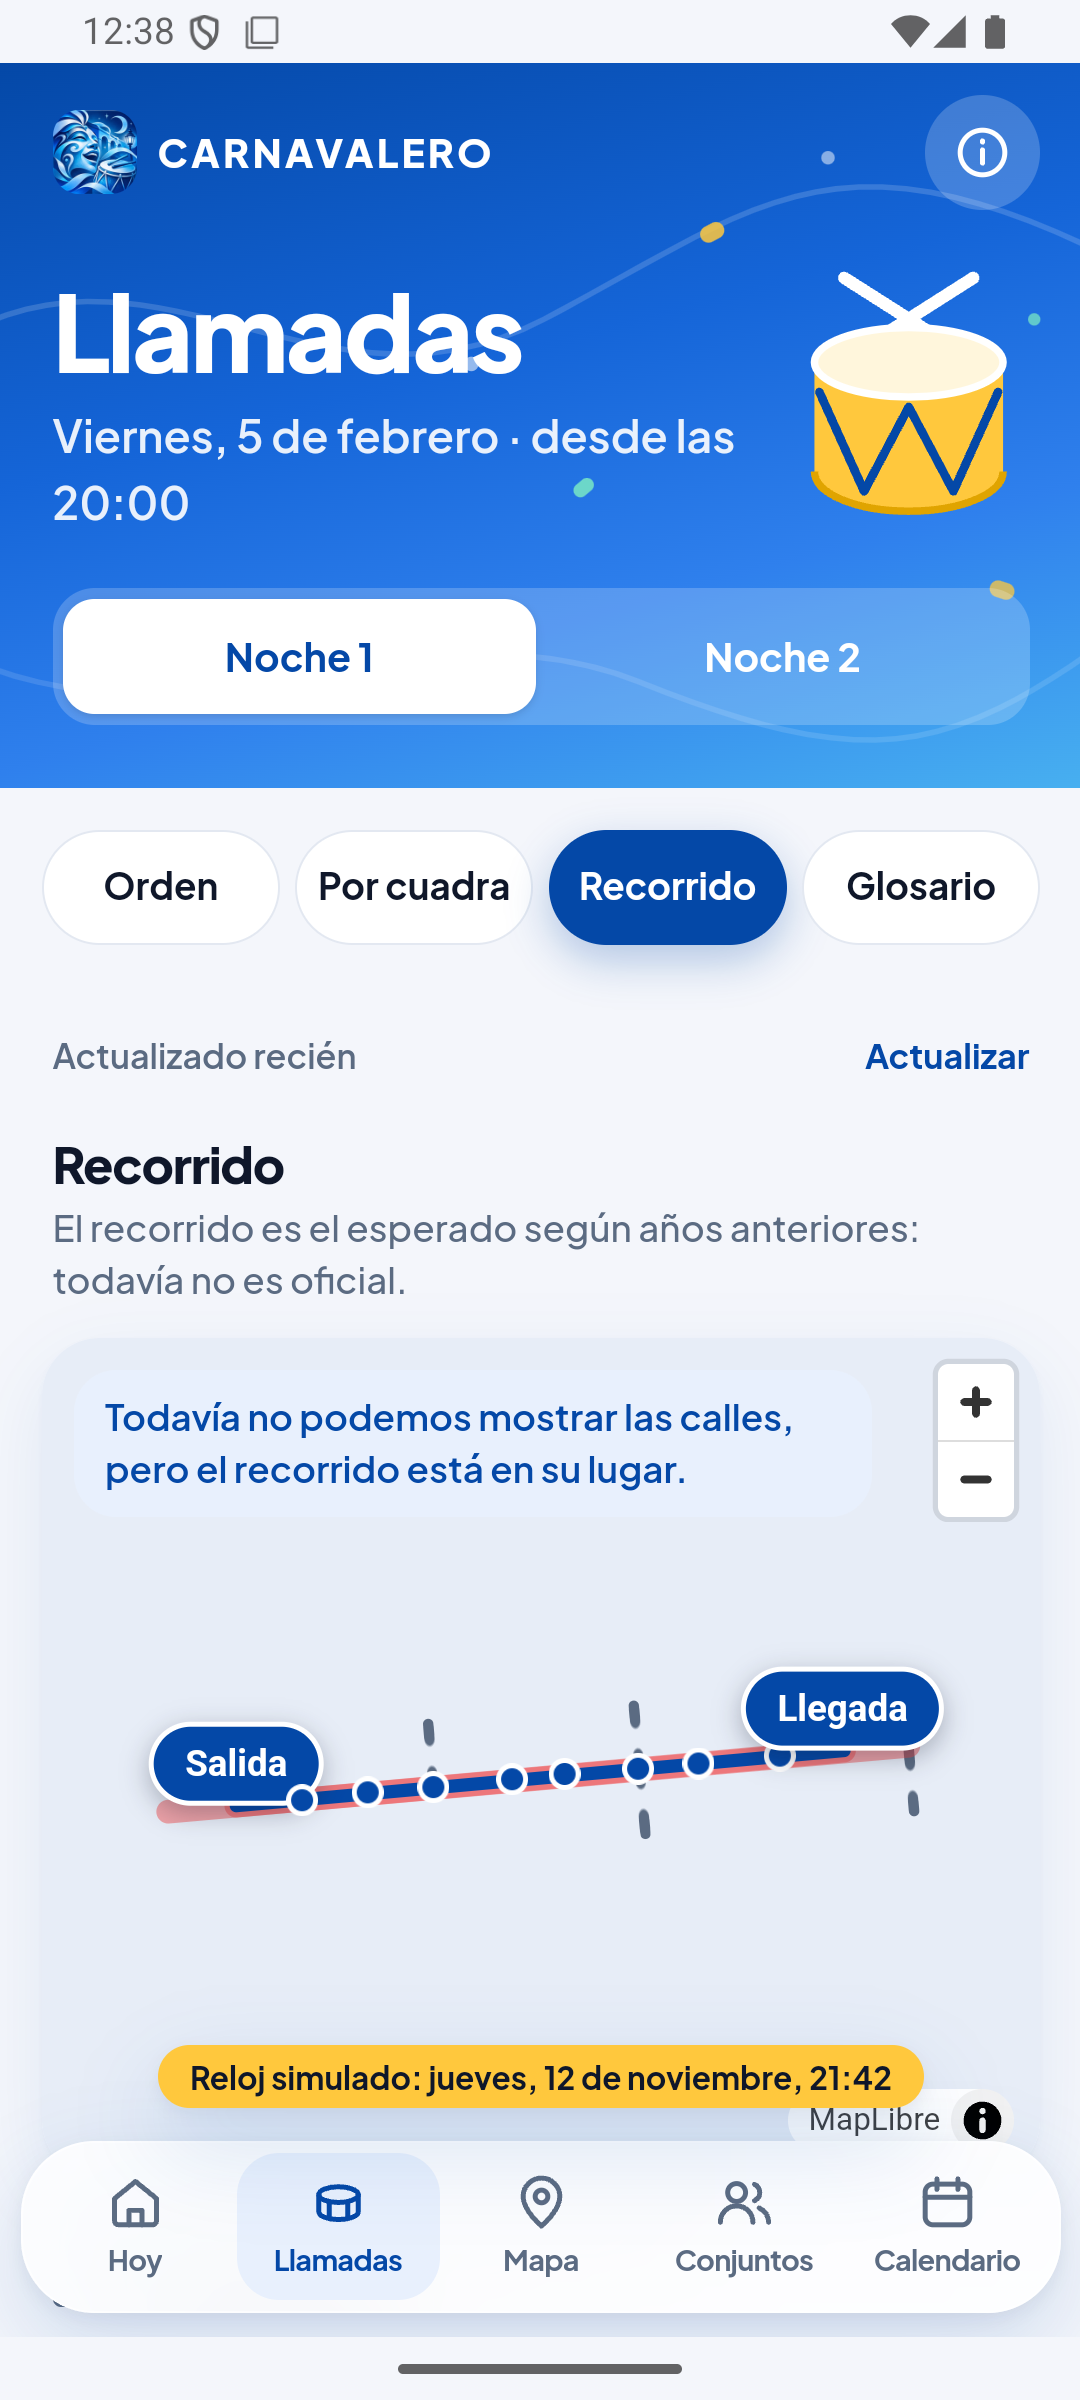 12:38
CARNAVALERO
Llamadas
Viernes, 5 de febrero · desde las
20:00
Noche 1
Noche 2
Orden
Por cuadra
Recorrido
Glosario
Actualizado recién
Actualizar
Recorrido
El recorrido es el esperado según años anteriores:
todavía no es oficial.
Todavía no podemos mostrar las calles,
pero el recorrido está en su lugar.
Llegada
Salida
Reloj simulado: jueves, 12 de noviembre, 21:42
MapLibre
Hoy
Llamadas
Mapa
Conjuntos
Calendario